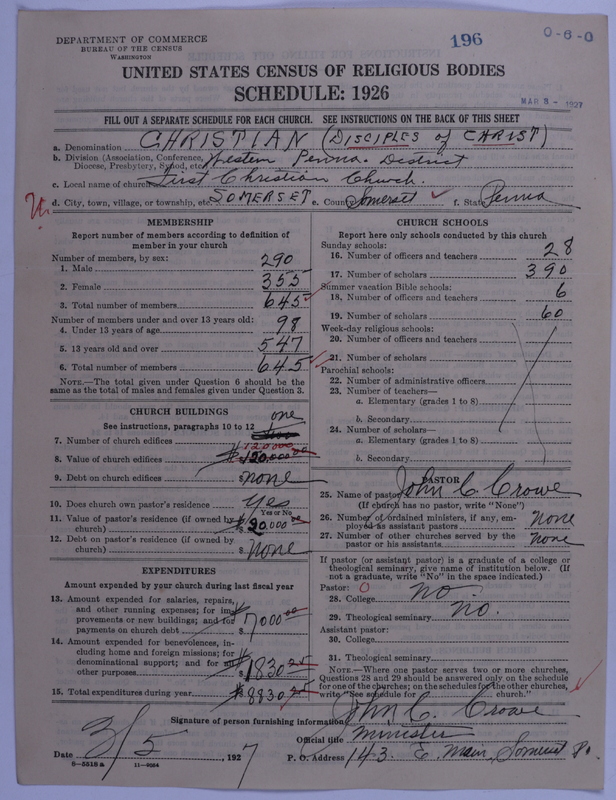 DEPARTMENT OF COMMERCE
BUREAU OF THE CENSUS
WASHINGTON
196
0-6-0
UNITED STATES CENSUS OF RELIGIOUS BODIES
SCHEDULE: 1926
MAR 8 - 1927
FILL OUT A SEPARATE SCHEDULE FOR EACH CHURCH. SEE INSTRUCTIONS ON THE BACK OF THIS SHEET
a. Denomination CHRISTIAN (DISCIPLES of CHRIST)
b. Division (Association, Conference, Diocese, Presbytery, Synod, etc.) Western Penna. District
c. Local name of church First Christian Church.
d. City, town, village, or township, etc. SOMERSET e. County Somerset f. State Penna
MEMBERSHIP
Report number of members according to definition of
member in your church
Number of members, by sex:
1. Male 290
2. Female 355
3. Total number of members 645
Number of members under and over 13 years old:
4. Under 13 years of age 98
5. 13 years old and over 547
6. Total number of members 645
NOTE.—The total given under Question 6 should be the
same as the total of males and females given under Question 3.
CHURCH BUILDINGS
See instructions, paragraphs 10 to 12
7. Number of church edifices one
8. Value of church edifices $120,000.00
120,000
9. Debt on church edifices $none
10. Does church own pastor's residence yes
Yes or No
11. Value of pastor's residence (if owned by
church) $20,000.00
12. Debt on pastor's residence (if owned by
church) $none
EXPENDITURES
Amount expended by your church during last fiscal year
13. Amount expended for salaries, repairs,
and other running expenses; for im-
provements or new buildings; and for
payments on church debt $7000.00
14. Amount expended for benevolences, in-
cluding home and foreign missions; for
denominational support; and for all
other purposes $1830.25
15. Total expenditures during year $8830.25
CHURCH SCHOOLS
Report here only schools conducted by this church
Sunday schools:
16. Number of officers and teachers 28
17. Number of scholars 390
Summer vacation Bible schools:
18. Number of officers and teachers 6
19. Number of scholars 60
Week-day religious schools:
20. Number of officers and teachers
21. Number of scholars
Parochial schools:
22. Number of administrative officers
23. Number of teachers—
a. Elementary (grades 1 to 8)
b. Secondary
24. Number of scholars—
a. Elementary (grades 1 to 8)
b. Secondary
PASTOR
25. Name of pastor John C Crowe
(If church has no pastor, write "None")
26. Number of ordained ministers, if any, em-
ployed as assistant pastors none
27. Number of other churches served by the
pastor or his assistants none
If pastor (or assistant pastor) is a graduate of a college or
theological seminary, give name of institution below. (If
not a graduate, write "No" in the space indicated.)
Pastor: 0
28. College no.
29. Theological seminary no.
Assistant pastor:
30. College
31. Theological seminary
NOTE.—Where one pastor serves two or more churches,
Questions 28 and 29 should be answered only on the schedule
for one of the churches; on the schedules for the other churches,
write "See schedule for church."
Signature of person furnishing information John C. Crowe
Official title Minister
Date 3/5, 1927 P. O. Address 143 E. Main, Somerset Pa.
8-5518 a 11-9664